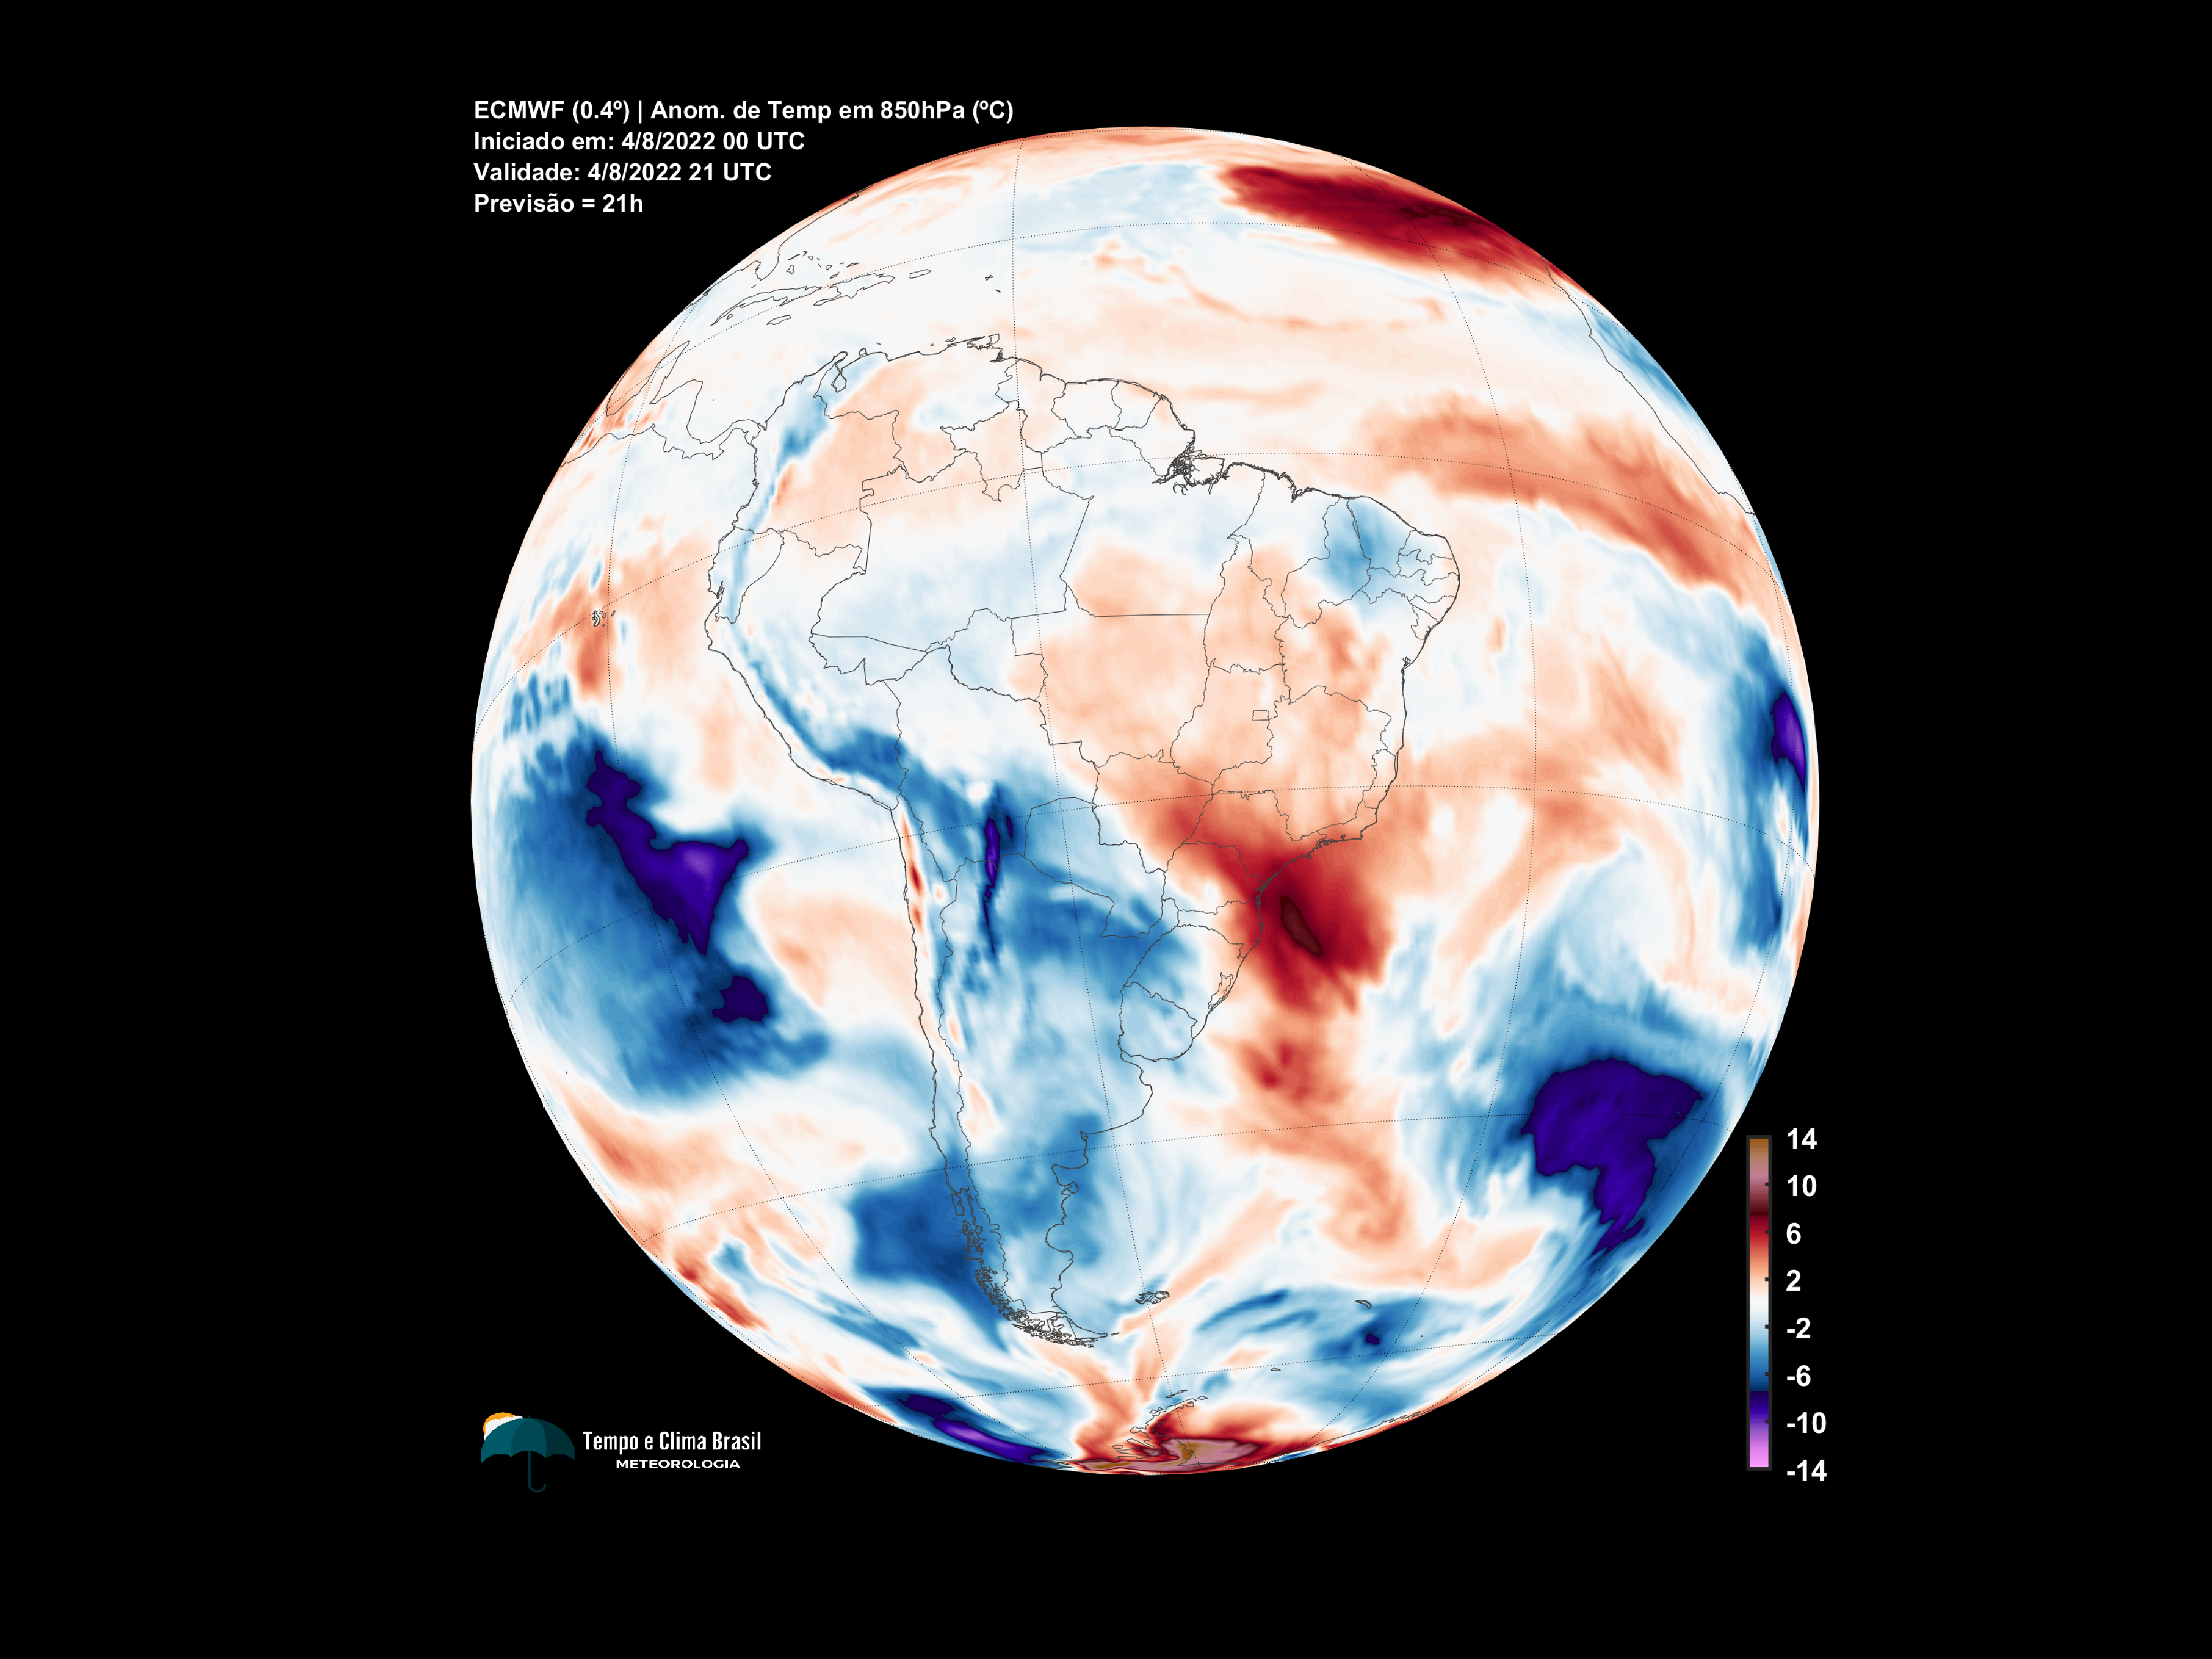 ECMWF (0.4º) | Anom. de Temp em 850hPa (ºC)
Iniciado em: 4/8/2022 00 UTC
Validade: 4/8/2022 21 UTC
Previsão = 21h
14
10
6
2
-2
-6
-10
-14
Tempo e Clima Brasil
METEOROLOGIA